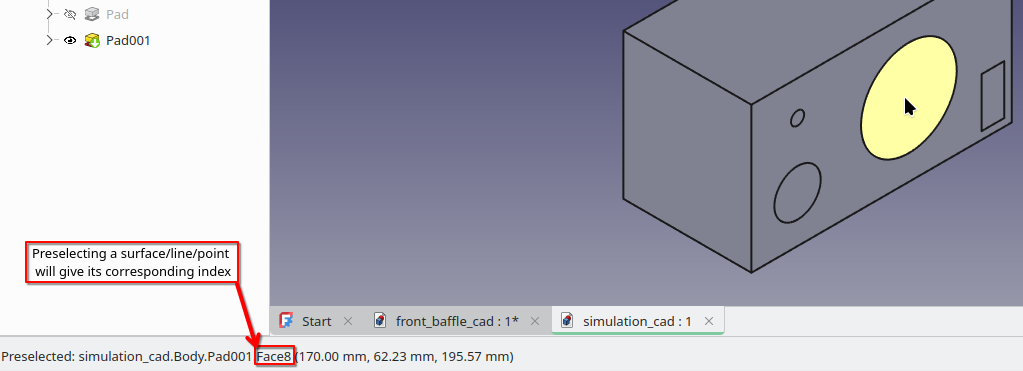 Pad
Pad001
Preselecting a surface/line/point
will give its corresponding index
Start
front_baffle_cad : 1*
simulation_cad : 1
Preselected: simulation_cad.Body.Pad001.Face8 (170.00 mm, 62.23 mm, 195.57 mm)